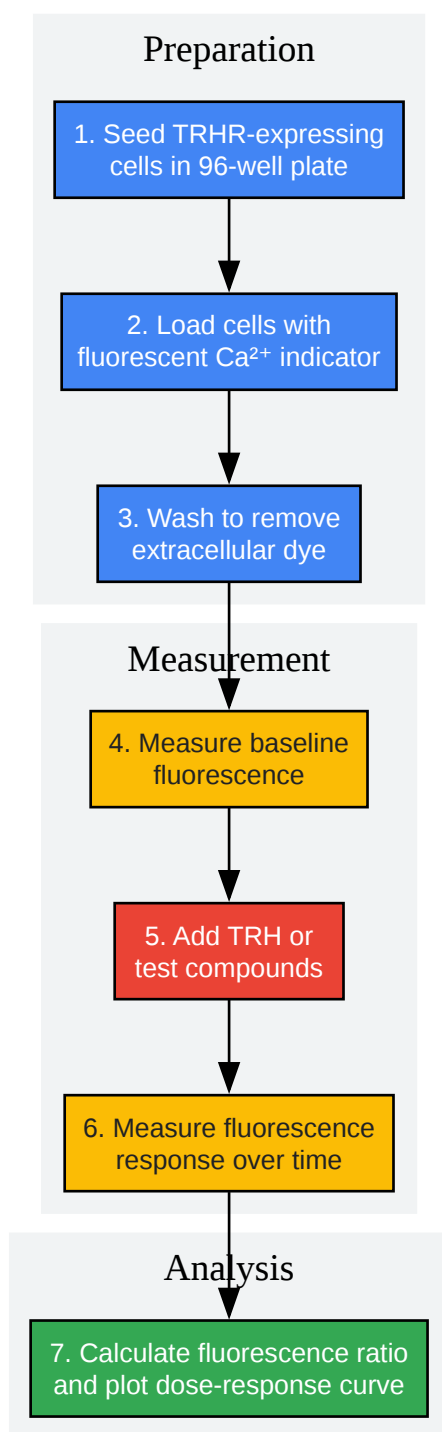 Preparation
1. Seed TRHR-expressing
cells in 96-well plate
2. Load cells with
fluorescent Ca²⁺ indicator
3. Wash to remove
extracellular dye
Measurement
4. Measure baseline
fluorescence
5. Add TRH or
test compounds
6. Measure fluorescence
response over time
Analysis
7. Calculate fluorescence ratio
and plot dose-response curve